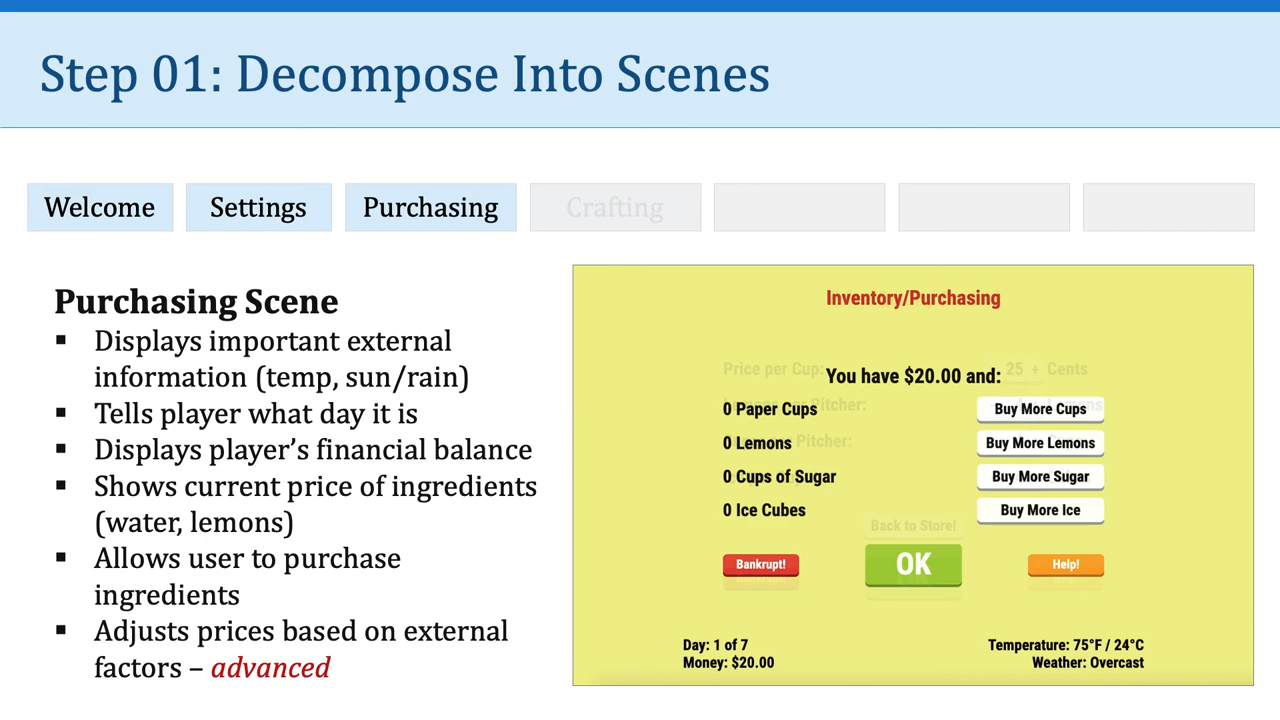 Step 01: Decompose Into Scenes
Welcome
Settings
Purchasing
Crafting
Purchasing Scene
▪ Displays important external
information (temp, sun/rain)
▪ Tells player what day it is
▪ Displays player's financial balance
▪ Shows current price of ingredients
(water, lemons)
▪ Allows user to purchase
ingredients
▪ Adjusts prices based on external
factors – advanced
Inventory/Purchasing
Price per Cup: 25 + Cents
You have $20.00 and:
0 Paper Cups
Buy More Cups
0 Lemons
Buy More Lemons
0 Cups of Sugar
Buy More Sugar
0 Ice Cubes
Buy More Ice
Back to Store!
Bankrupt!
OK
Help!
Day: 1 of 7
Money: $20.00
Temperature: 75°F / 24°C
Weather: Overcast